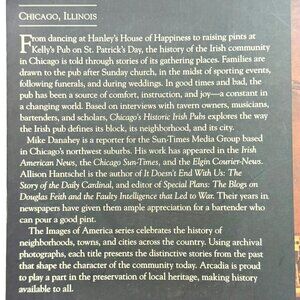 CHICAGO, ILLINOIS
From dancing at Hanley's House of Happiness to raising pints at
Kelly's Pub on St. Patrick's Day, the history of the Irish community
in Chicago is told through stories of its gathering places. Families are
drawn to the pub after Sunday church, in the midst of sporting events,
following funerals, and during weddings. In good times and bad, the
pub has been a source of comfort, instruction, and joy—a constant
in a changing world. Based on interviews with tavern owners, musicians,
bartenders, and scholars, Chicago's Historic Irish Pubs explores the way
the Irish pub defines its block, its neighborhood, and its city.
Mike Danahey is a reporter for the Sun-Times Media Group based
in Chicago's northwest suburbs. His work has appeared in the Irish
American News, the Chicago Sun-Times, and the Elgin Courier-News.
Allison Hantschel is the author of It Doesn't End With Us: The
Story of the Daily Cardinal, and editor of Special Plans: The Blogs on
Douglas Feith and the Faulty Intelligence that Led to War. Their years in
newspapers have given them ample appreciation for a bartender who
can pour a good pint.
The Images of America series celebrates the history of
neighborhoods, towns, and cities across the country. Using archival
photographs, each title presents the distinctive stories from the past
that shape the character of the community today. Arcadia is proud
to play a part in the preservation of local heritage, making history
available to all.